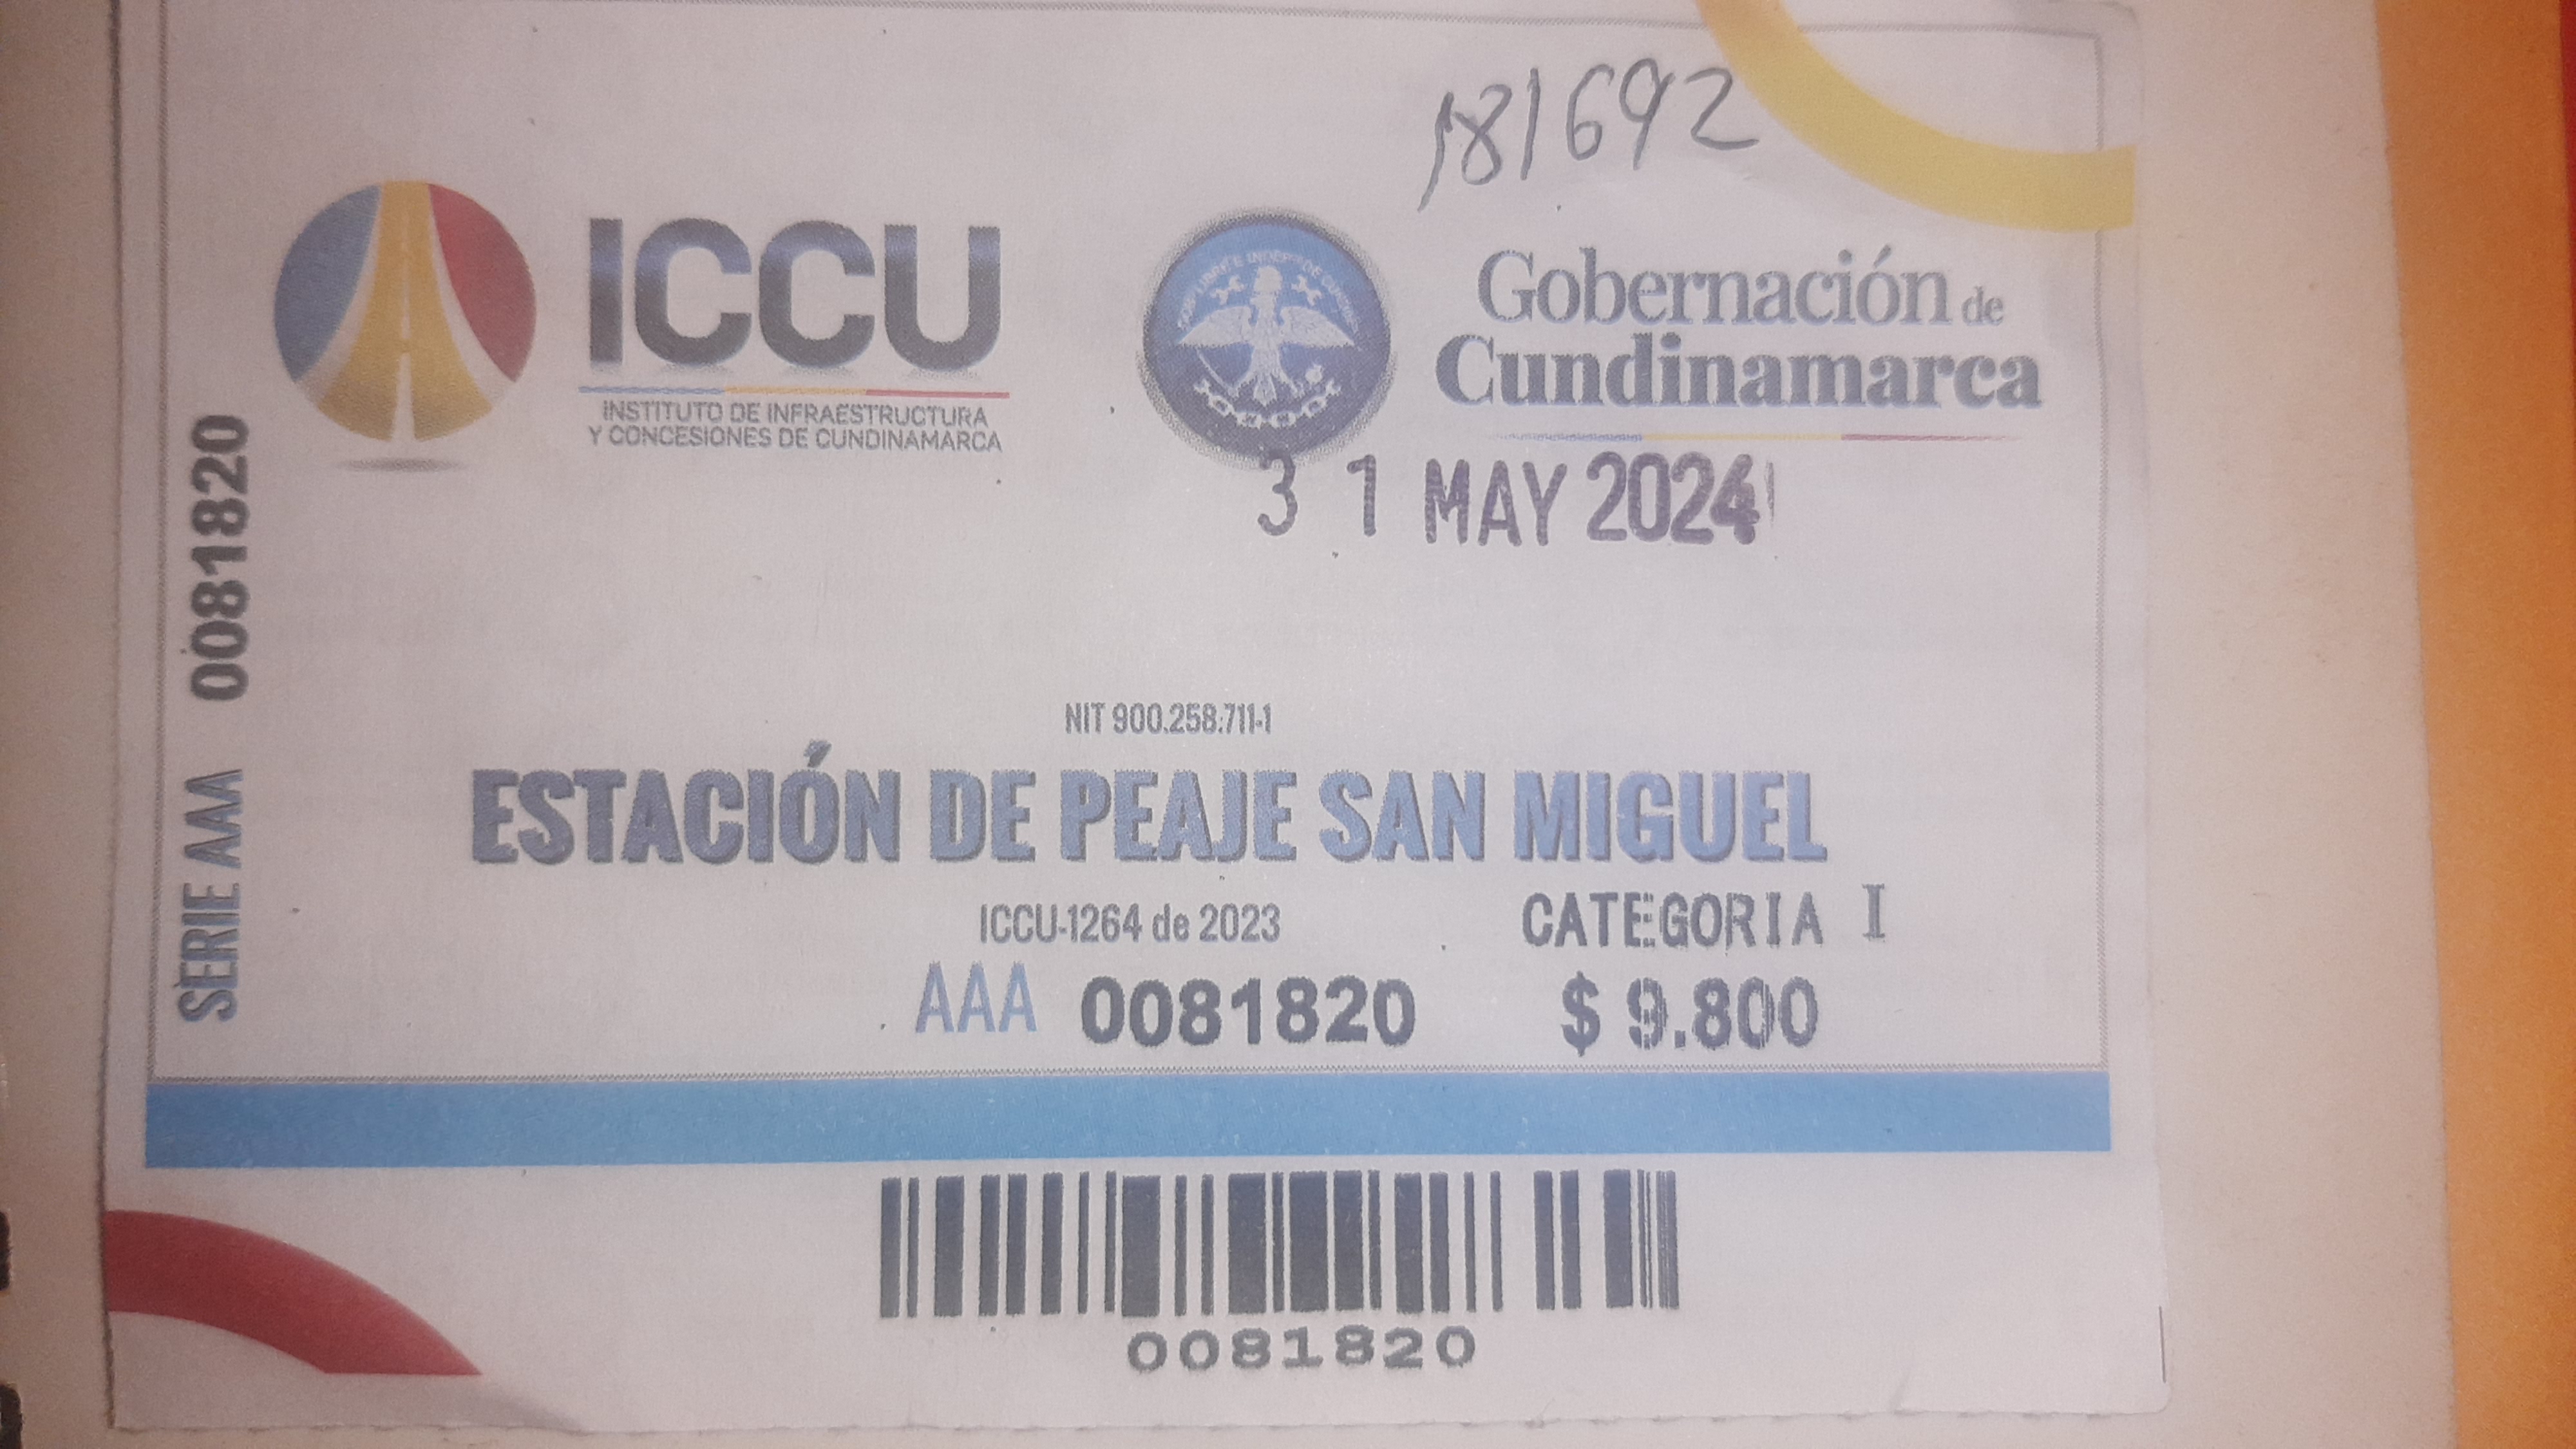 181692
ICCU
INSTITUTO DE INFRAESTRUCTURA
Y CONCESIONES DE CUNDINAMARCA
Gobernación de
Cundinamarca
31 MAY 2024
SERIE AAA 0081820
NIT 900.258.711-1
ESTACIÓN DE PEAJE SAN MIGUEL
ICCU-1264 de 2023
CATEGORIA I
AAA 0081820
$ 9.800
0081820